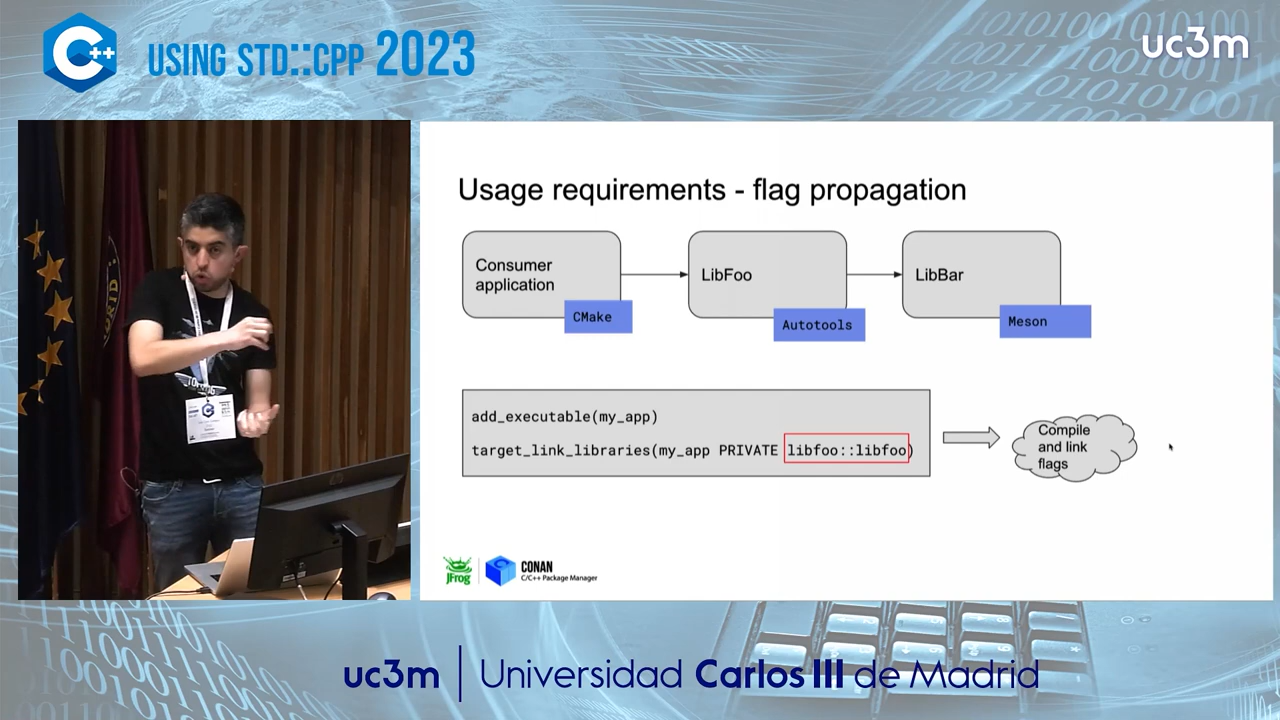 USING STD::CPP 2023
uc3m
Usage requirements - flag propagation
Consumer
application
CMake
LibFoo
Autotools
LibBar
Meson
add_executable(my_app)
target_link_libraries(my_app PRIVATE libfoo::libfoo)
Compile
and link
flags
JFrog
CONAN
C/C++ Package Manager
uc3m | Universidad Carlos III de Madrid